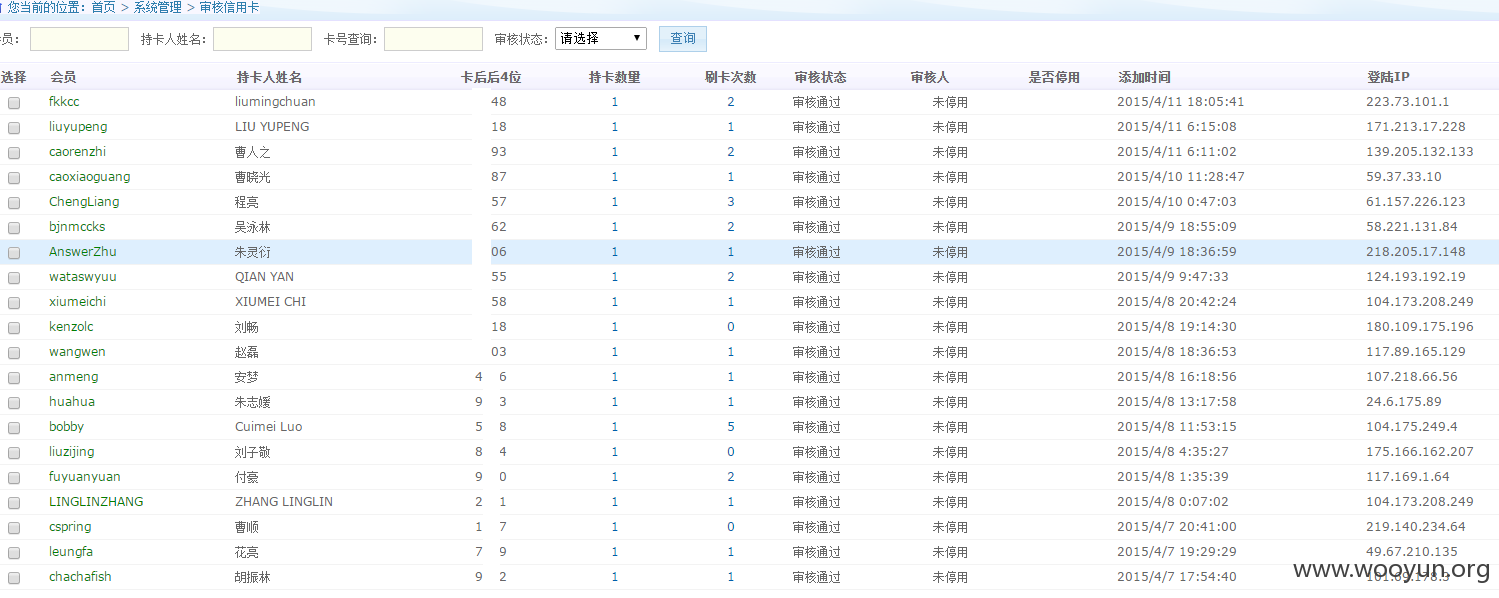 您当前的位置：首页 > 系统管理 > 审核信用卡
员： 持卡人姓名： 卡号查询： 审核状态： 请选择 查询
选择 会员 持卡人姓名 卡后后4位 持卡数量 刷卡次数 审核状态 审核人 是否停用 添加时间 登陆IP
fkkcc liumingchuan 48 1 2 审核通过 未停用 2015/4/11 18:05:41 223.73.101.1
liuyupeng LIU YUPENG 18 1 1 审核通过 未停用 2015/4/11 6:15:08 171.213.17.228
caorenzhi 曹人之 93 1 2 审核通过 未停用 2015/4/11 6:11:02 139.205.132.133
caoxiaoguang 曹晓光 87 1 1 审核通过 未停用 2015/4/10 11:28:47 59.37.33.10
ChengLiang 程亮 57 1 3 审核通过 未停用 2015/4/10 0:47:03 61.157.226.123
bjnmccks 吴泳林 62 1 2 审核通过 未停用 2015/4/9 18:55:09 58.221.131.84
AnswerZhu 朱灵衍 06 1 1 审核通过 未停用 2015/4/9 18:36:59 218.205.17.148
wataswyuu QIAN YAN 55 1 2 审核通过 未停用 2015/4/9 9:47:33 124.193.192.19
xiumeichi XIUMEI CHI 58 1 1 审核通过 未停用 2015/4/8 20:42:24 104.173.208.249
kenzolc 刘畅 18 1 0 审核通过 未停用 2015/4/8 19:14:30 180.109.175.196
wangwen 赵磊 03 1 1 审核通过 未停用 2015/4/8 18:36:53 117.89.165.129
anmeng 安梦 4 6 1 1 审核通过 未停用 2015/4/8 16:18:56 107.218.66.56
huahua 朱志媛 9 3 1 1 审核通过 未停用 2015/4/8 13:17:58 24.6.175.89
bobby Cuimei Luo 5 8 1 5 审核通过 未停用 2015/4/8 11:53:15 104.175.249.4
liuzijing 刘子敬 8 4 1 0 审核通过 未停用 2015/4/8 4:35:27 175.166.162.207
fuyuanyuan 付豪 9 0 1 2 审核通过 未停用 2015/4/8 1:35:39 117.169.1.64
LINGLINZHANG ZHANG LINGLIN 2 1 1 1 审核通过 未停用 2015/4/8 0:07:02 104.173.208.249
cspring 曹顺 1 7 1 0 审核通过 未停用 2015/4/7 20:41:00 219.140.234.64
leungfa 花亮 7 9 1 1 审核通过 未停用 2015/4/7 19:29:29 49.67.210.135
chachafish 胡振林 9 2 1 1 审核通过 未停用 2015/4/7 17:54:40
www.wooyun.org